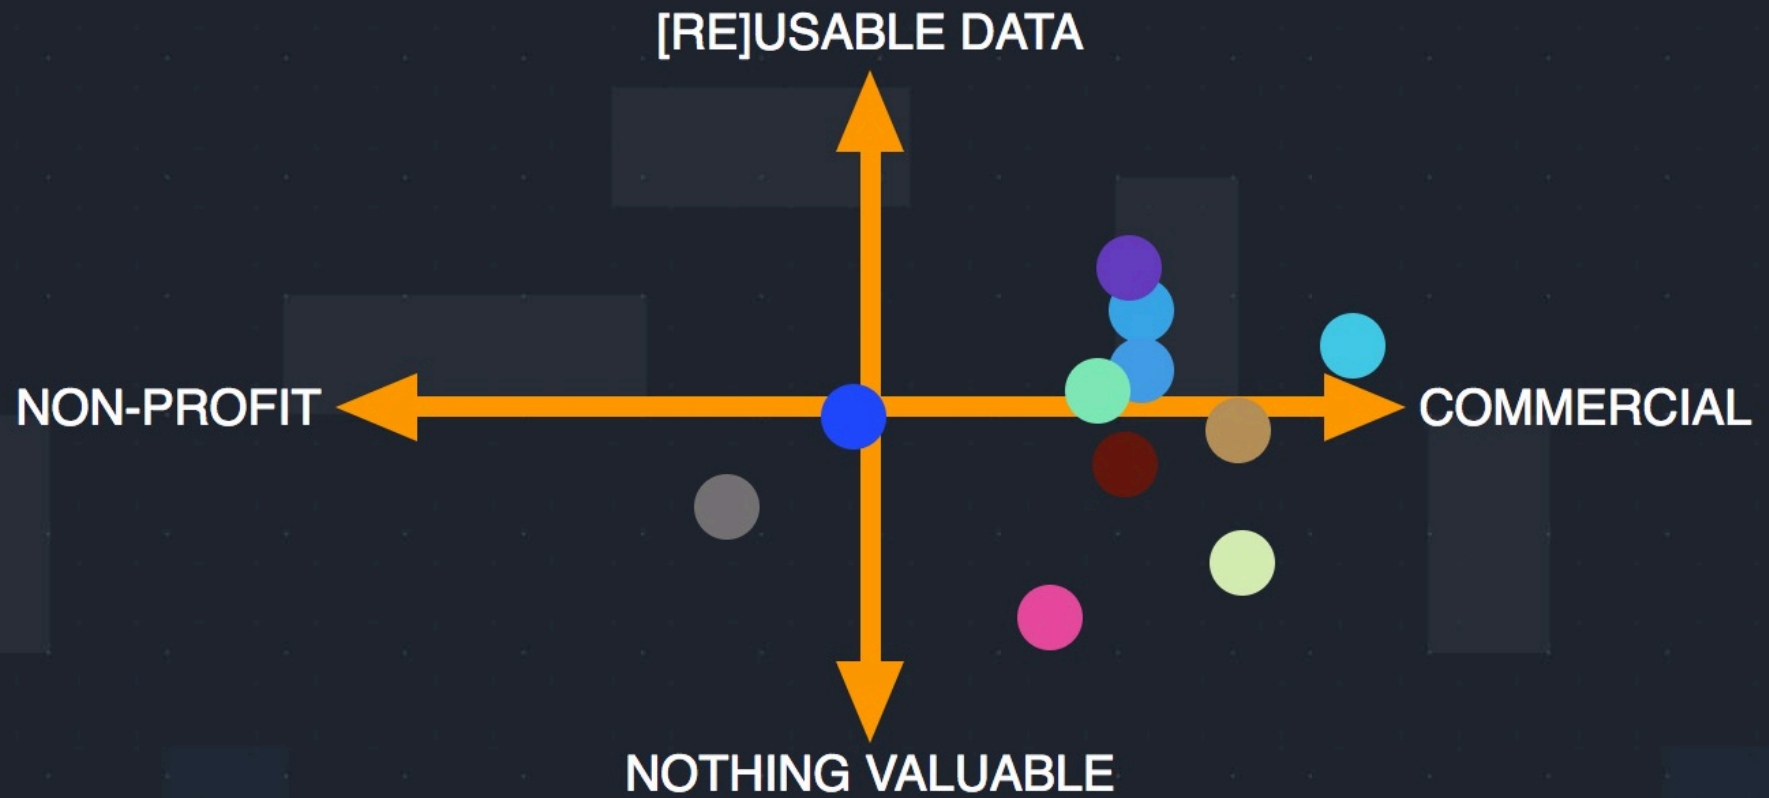 [RE]USABLE DATA
NON-PROFIT
COMMERCIAL
NOTHING VALUABLE